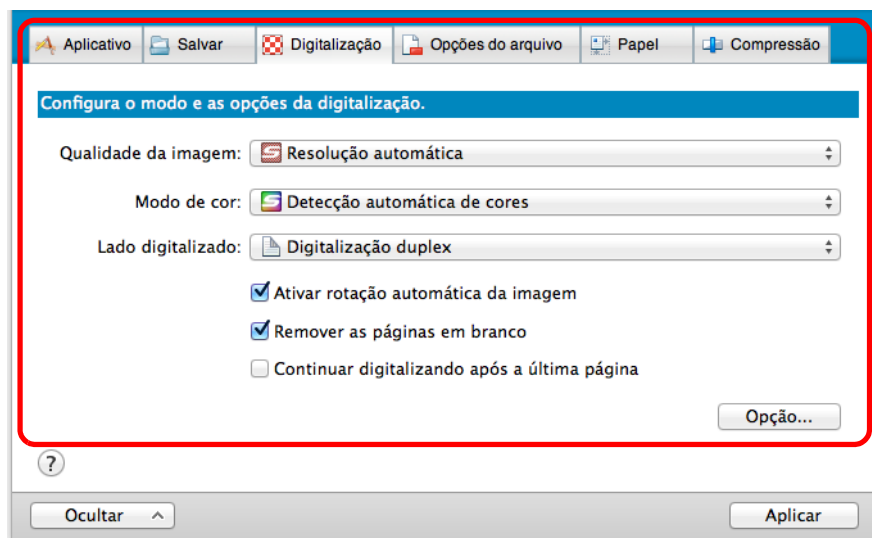 Aplicativo Salvar Digitalização Opções do arquivo Papel Compressão
Configura o modo e as opções da digitalização.
Qualidade da imagem: Resolução automática
Modo de cor: Detecção automática de cores
Lado digitalizado: Digitalização duplex
Ativar rotação automática da imagem
Remover as páginas em branco
Continuar digitalizando após a última página
Opção...
?
Ocultar Aplicar